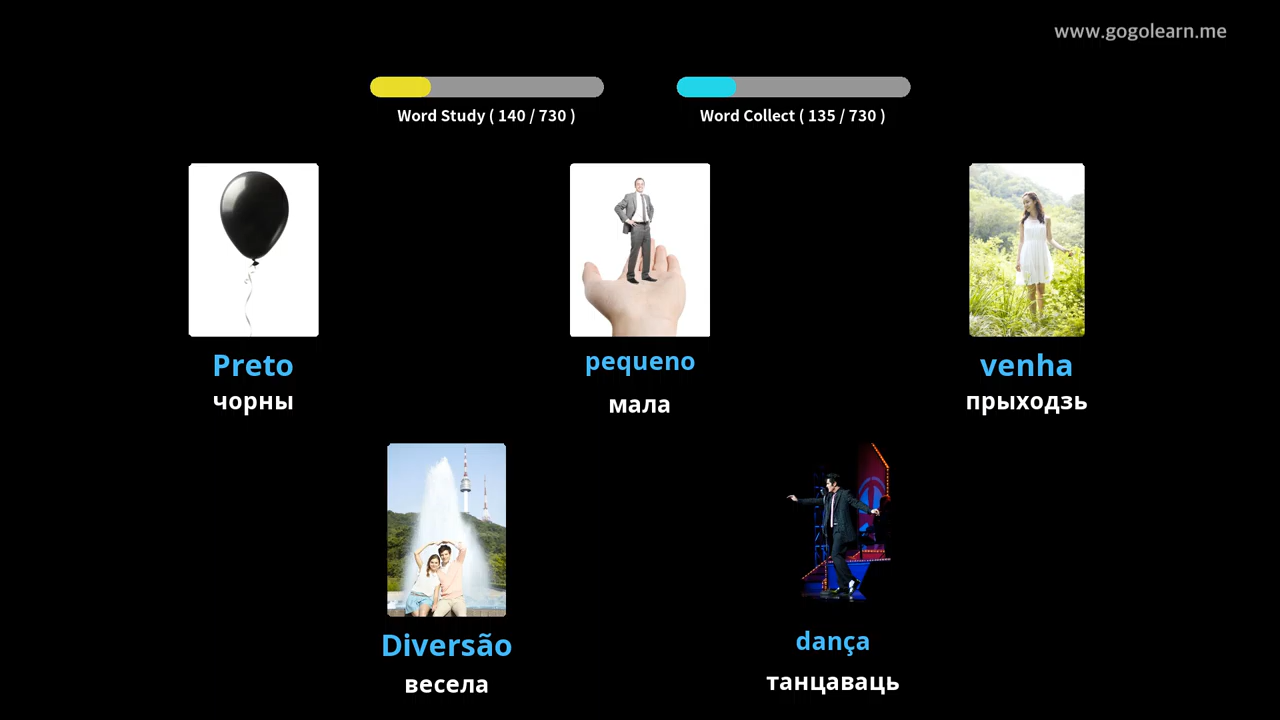 www.gogolearn.me
Word Study ( 140 / 730 )
Word Collect ( 135 / 730 )
Preto
чорны
pequeno
мала
venha
прыходзь
Diversão
весела
dança
танцаваць